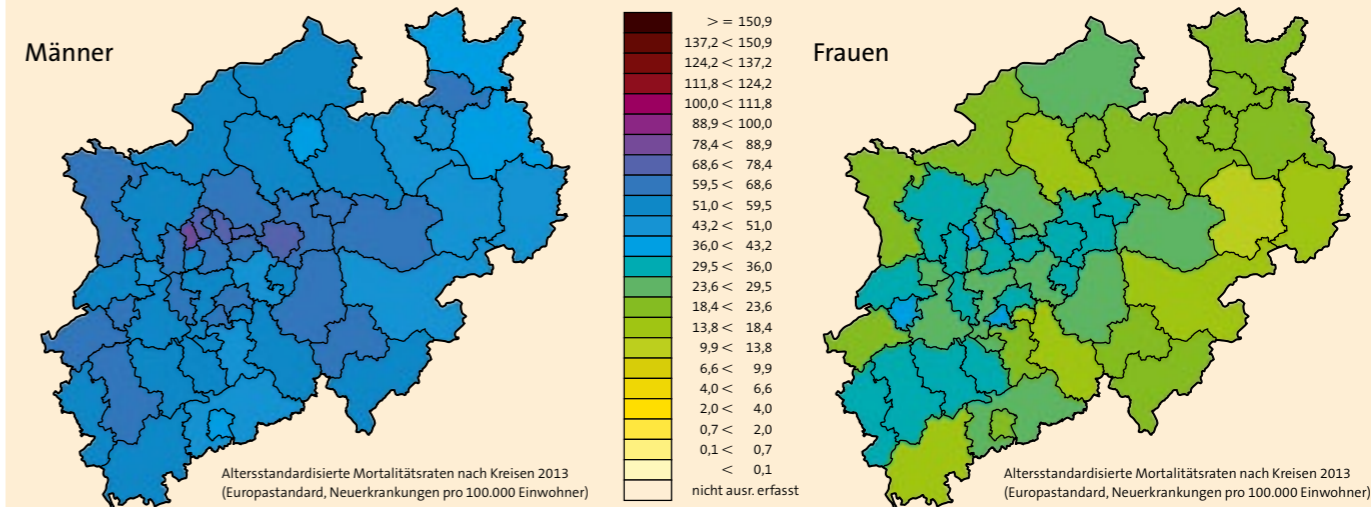 Männer
> = 150,9
137,2 < 150,9
124,2 < 137,2
111,8 < 124,2
100,0 < 111,8
88,9 < 100,0
78,4 < 88,9
68,6 < 78,4
59,5 < 68,6
51,0 < 59,5
43,2 < 51,0
36,0 < 43,2
29,5 < 36,0
23,6 < 29,5
18,4 < 23,6
13,8 < 18,4
9,9 < 13,8
6,6 < 9,9
4,0 < 6,6
2,0 < 4,0
0,7 < 2,0
0,1 < 0,7
< 0,1
nicht ausr. erfasst
Altersstandardisierte Mortalitätsraten nach Kreisen 2013
(Europastandard, Neuerkrankungen pro 100.000 Einwohner)
Frauen
Altersstandardisierte Mortalitätsraten nach Kreisen 2013
(Europastandard, Neuerkrankungen pro 100.000 Einwohner)